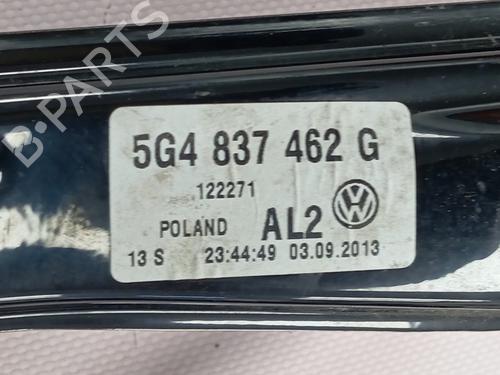 B-PARTS
5G4 837 462 G
122271
POLAND AL2
13 S 23:44:49 03.09.2013